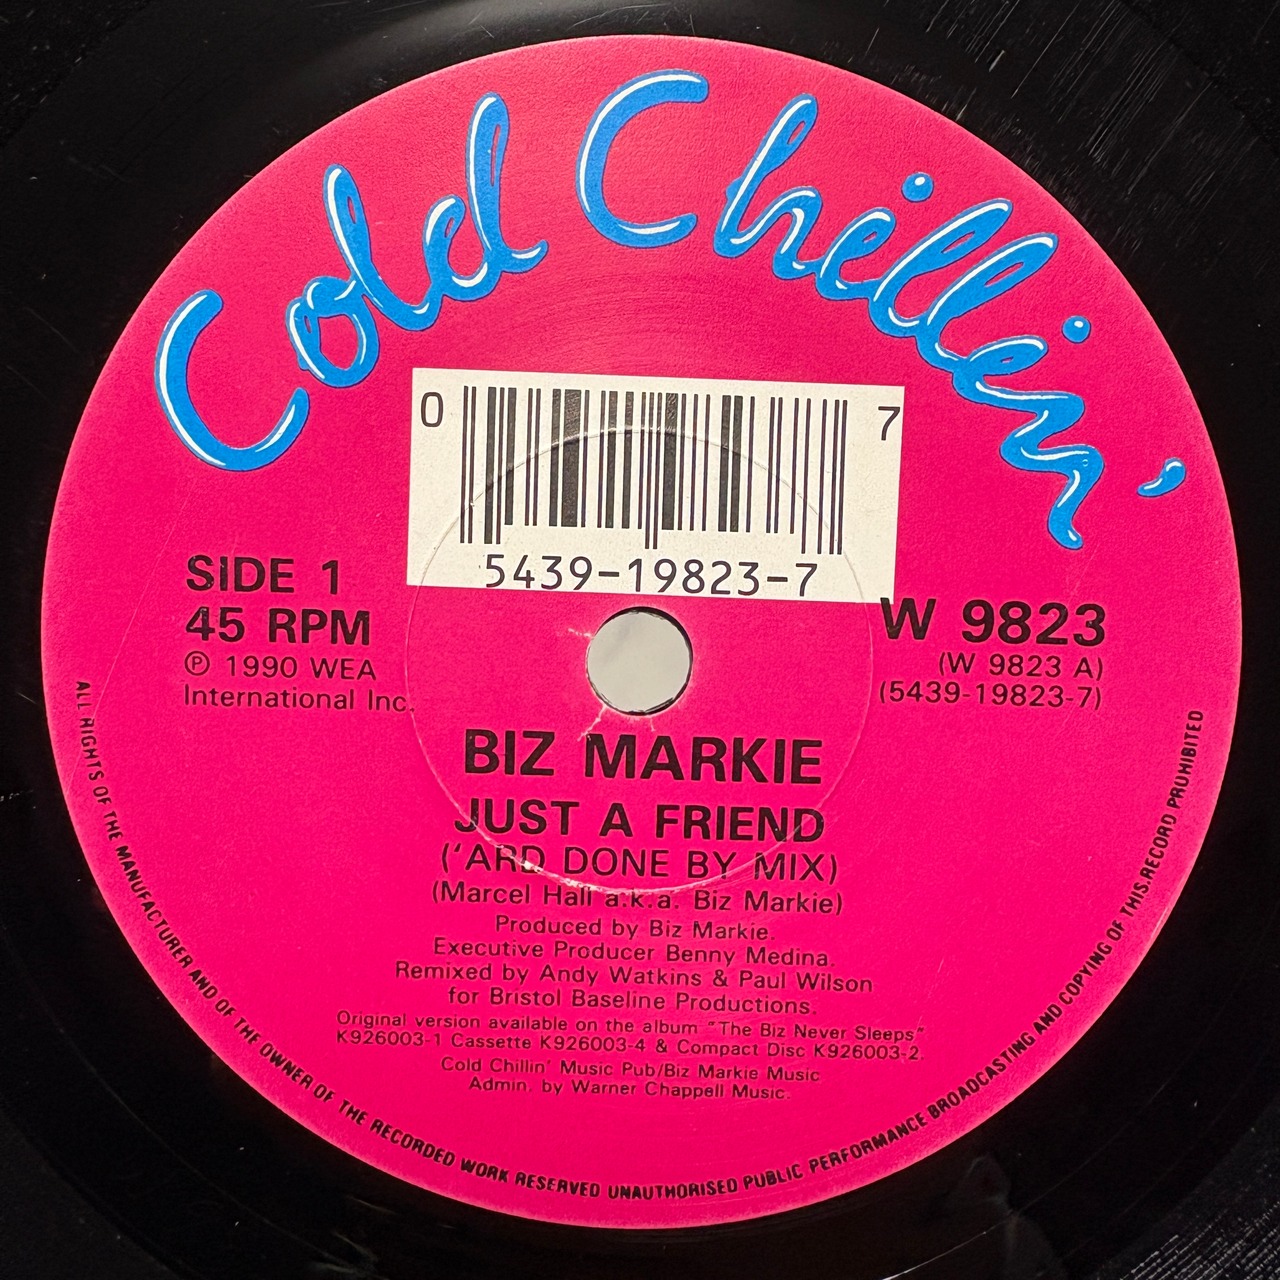 Cold Chillin'
0 7
5439-19823-7
SIDE 1
45 RPM
℗ 1990 WEA
International Inc.
W 9823
(W 9823 A)
(5439-19823-7)
BIZ MARKIE
JUST A FRIEND
('ARD DONE BY MIX)
(Marcel Hall a.k.a. Biz Markie)
Produced by Biz Markie.
Executive Producer Benny Medina.
Remixed by Andy Watkins & Paul Wilson
for Bristol Baseline Productions.
Original version available on the album "The Biz Never Sleeps"
K926003-1 Cassette K926003-4 & Compact Disc K926003-2.
Cold Chillin' Music Pub/Biz Markie Music
Admin. by Warner Chappell Music.
ALL RIGHTS OF THE MANUFACTURER AND OF THE OWNER OF THE RECORDED WORK RESERVED UNAUTHORISED PUBLIC PERFORMANCE BROADCASTING AND COPYING OF THIS RECORD PROHIBITED